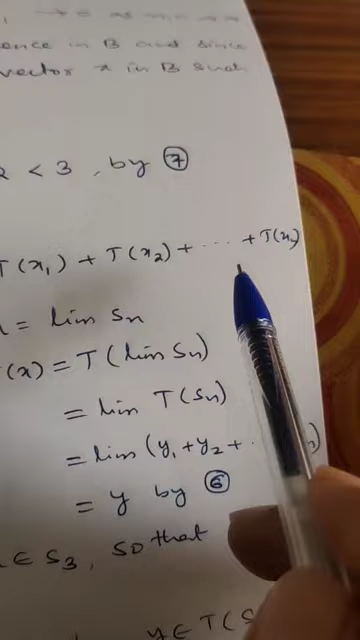 ence in B and since
vector x in B such
2 < 3, by ⑦
T(x₁) + T(x₂) + ... + T(xₙ)
= lim Sn
(x) = T(lim Sn)
= lim T(Sn)
= lim (y₁ + y₂ + .
= y by ⑥
∈ S₃, so that
y ∈ T(S